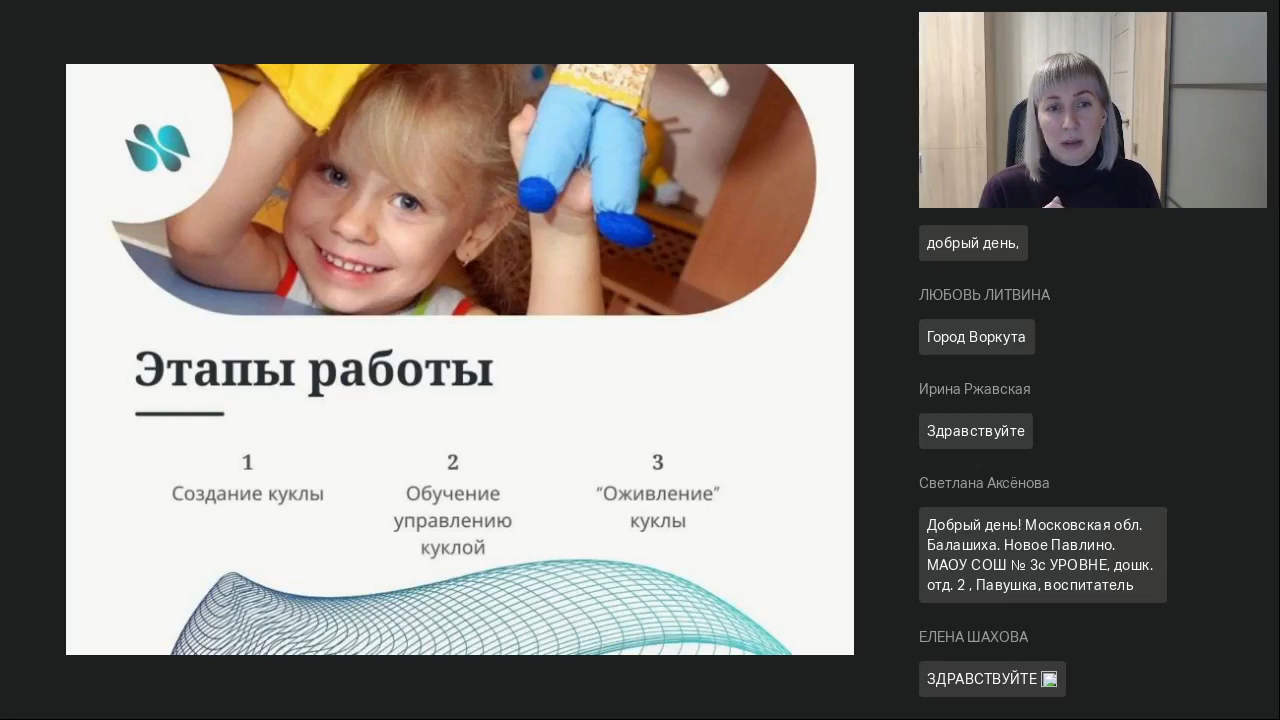 Этапы работы
1
Создание куклы
2
Обучение
управлению
куклой
3
“Оживление”
куклы
добрый день,
ЛЮБОВЬ ЛИТВИНА
Город Воркута
Ирина Ржавская
Здравствуйте
Светлана Аксёнова
Добрый день! Московская обл.
Балашиха. Новое Павлино.
МАОУ СОШ № 3с УРОВНЕ, дошк.
отд. 2 , Павушка, воспитатель
ЕЛЕНА ШАХОВА
ЗДРАВСТВУЙТЕ